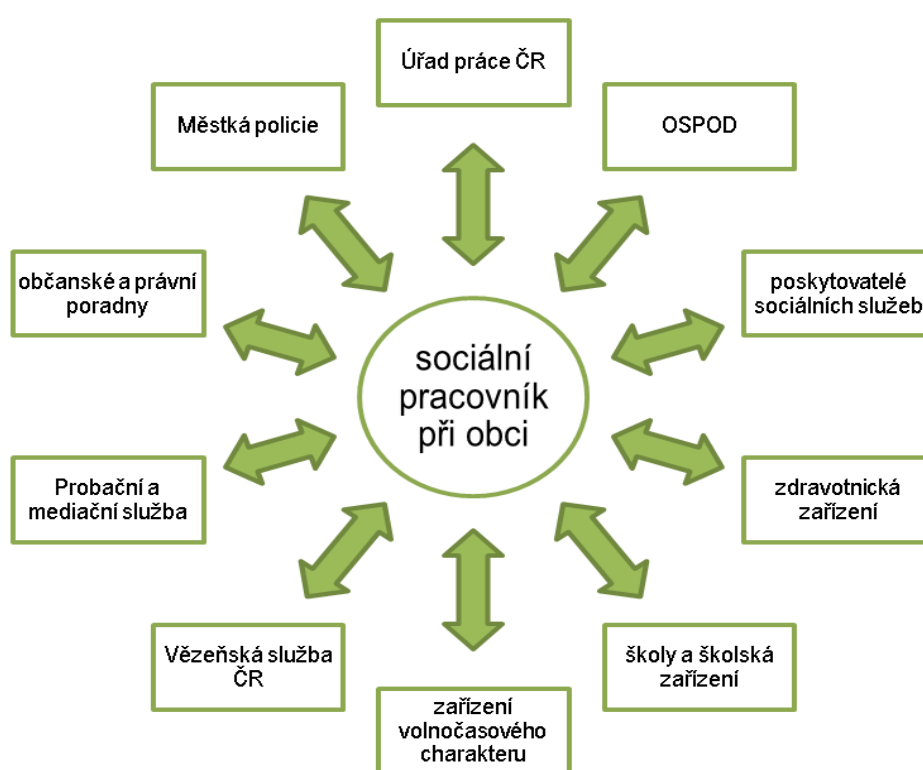 Úřad práce ČR
Městká policie
OSPOD
občanské a právní
poradny
poskytovatelé
sociálních služeb
sociální
pracovník
při obci
Probační a
mediační služba
zdravotnická
zařízení
Vězeňská služba
ČR
školy a školská
zařízení
zařízení
volnočasového
charakteru